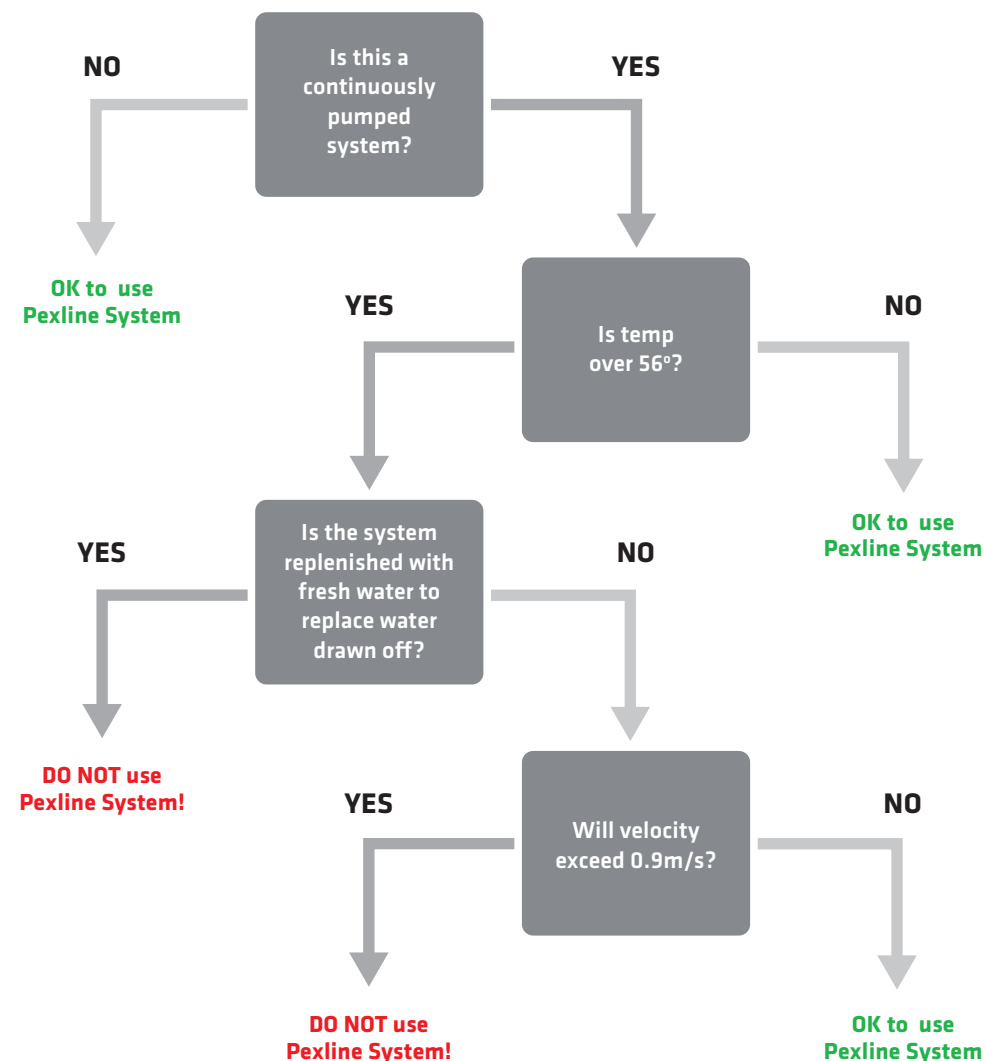 NO
Is this a
continuously
pumped
system?
YES
OK to use
Pexline System
YES
Is temp
over 56º?
NO
OK to use
Pexline System
YES
Is the system
replenished with
fresh water to
replace water
drawn off?
NO
DO NOT use
Pexline System!
YES
Will velocity
exceed 0.9m/s?
NO
DO NOT use
Pexline System!
OK to use
Pexline System